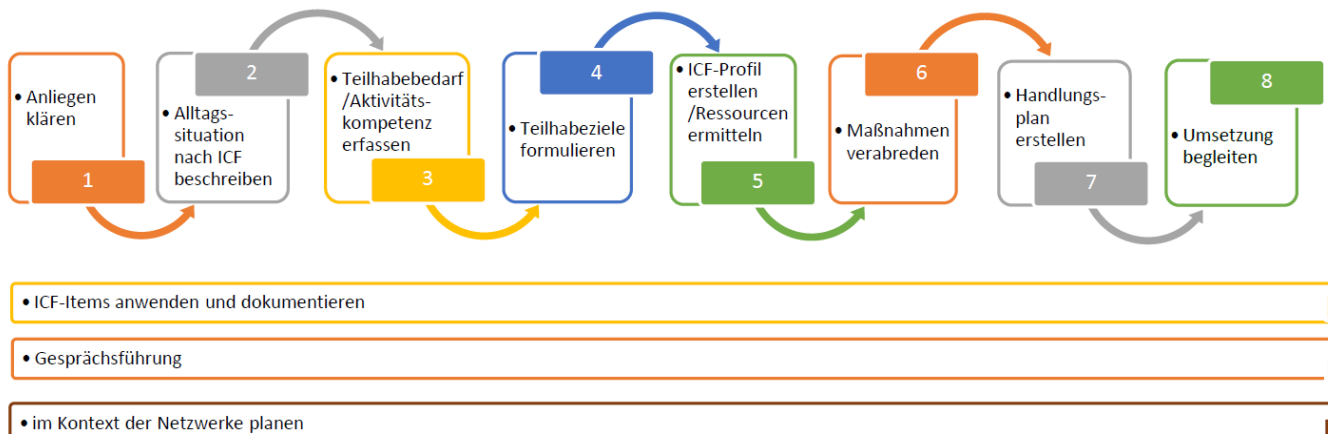 • Anliegen
klären
1
2
• Alltags-
situation
nach ICF
beschreiben
• Teilhabebedarf
/Aktivitäts-
kompetenz
erfassen
3
4
• Teilhabeziele
formulieren
• ICF-Profil
erstellen
/Ressourcen
ermitteln
5
6
• Maßnahmen
verabreden
• Handlungs-
plan
erstellen
7
8
• Umsetzung
begleiten
• ICF-Items anwenden und dokumentieren
• Gesprächsführung
• im Kontext der Netzwerke planen